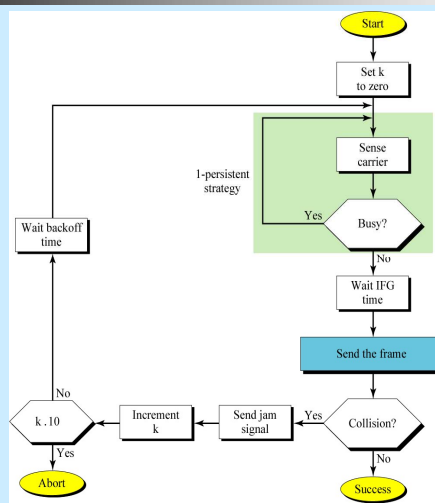 Start
Set k
to zero
Sense
carrier
1-persistent
strategy
Yes
Busy?
No
Wait backoff
time
Wait IFG
time
Send the frame
Collision?
Yes
Send jam
signal
Increment
k
k . 10
No
Yes
Abort
No
Success